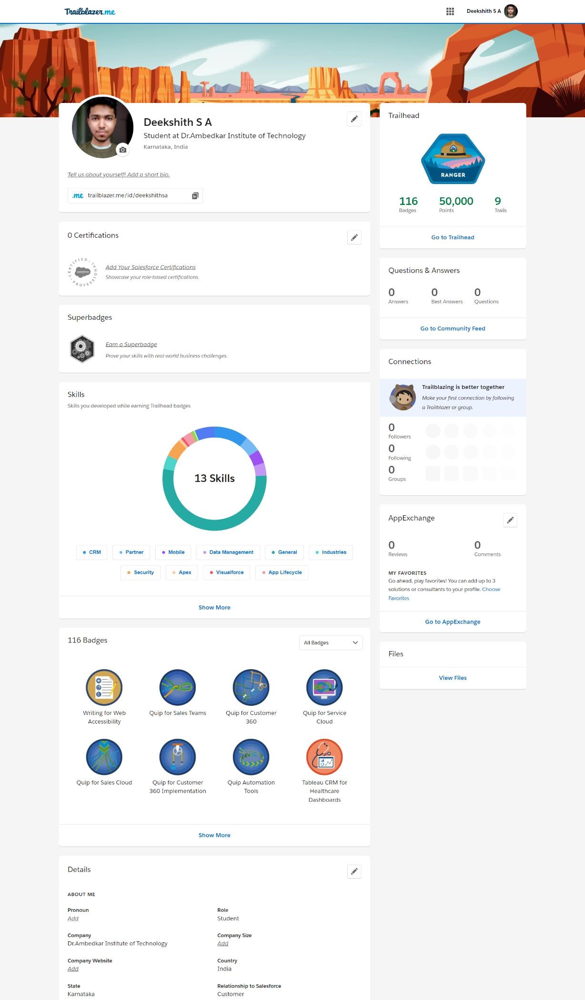 Trailblazer.me
Deekshith S A
Deekshith S A
Student at Dr.Ambedkar Institute of Technology
Karnataka, India
Tell us about yourself! Add a short bio.
.me trailblazer.me/id/deekshithsa
0 Certifications
CERTIFIED PROFESSIONAL
salesforce
Add Your Salesforce Certifications
Showcase your role-based certifications.
Superbadges
Earn a Superbadge
Prove your skills with real-world business challenges.
Skills
Skills you developed while earning Trailhead badges
13 Skills
CRM Partner Mobile Data Management General Industries
Security Apex Visualforce App Lifecycle
Show More
116 Badges
All Badges
Writing for Web
Accessibility
Quip for Sales Teams
Quip for Customer
360
Quip for Service
Cloud
Quip for Sales Cloud
Quip for Customer
360 Implementation
Quip Automation
Tools
Tableau CRM for
Healthcare
Dashboards
Show More
Details
ABOUT ME
Pronoun
Add
Role
Student
Company
Dr.Ambedkar Institute of Technology
Company Size
Add
Company Website
Add
Country
India
State
Karnataka
Relationship to Salesforce
Customer
Trailhead
RANGER
116 50,000 9
Badges Points Trails
Go to Trailhead
Questions & Answers
0 0 0
Answers Best Answers Questions
Go to Community Feed
Connections
Trailblazing is better together
Make your first connection by following
a Trailblazer or group.
0
Followers
0
Following
0
Groups
AppExchange
0 0
Reviews Comments
MY FAVORITES
Go ahead, play favorites! You can add up to 3
solutions or consultants to your profile. Choose
Favorites
Go to AppExchange
Files
View Files